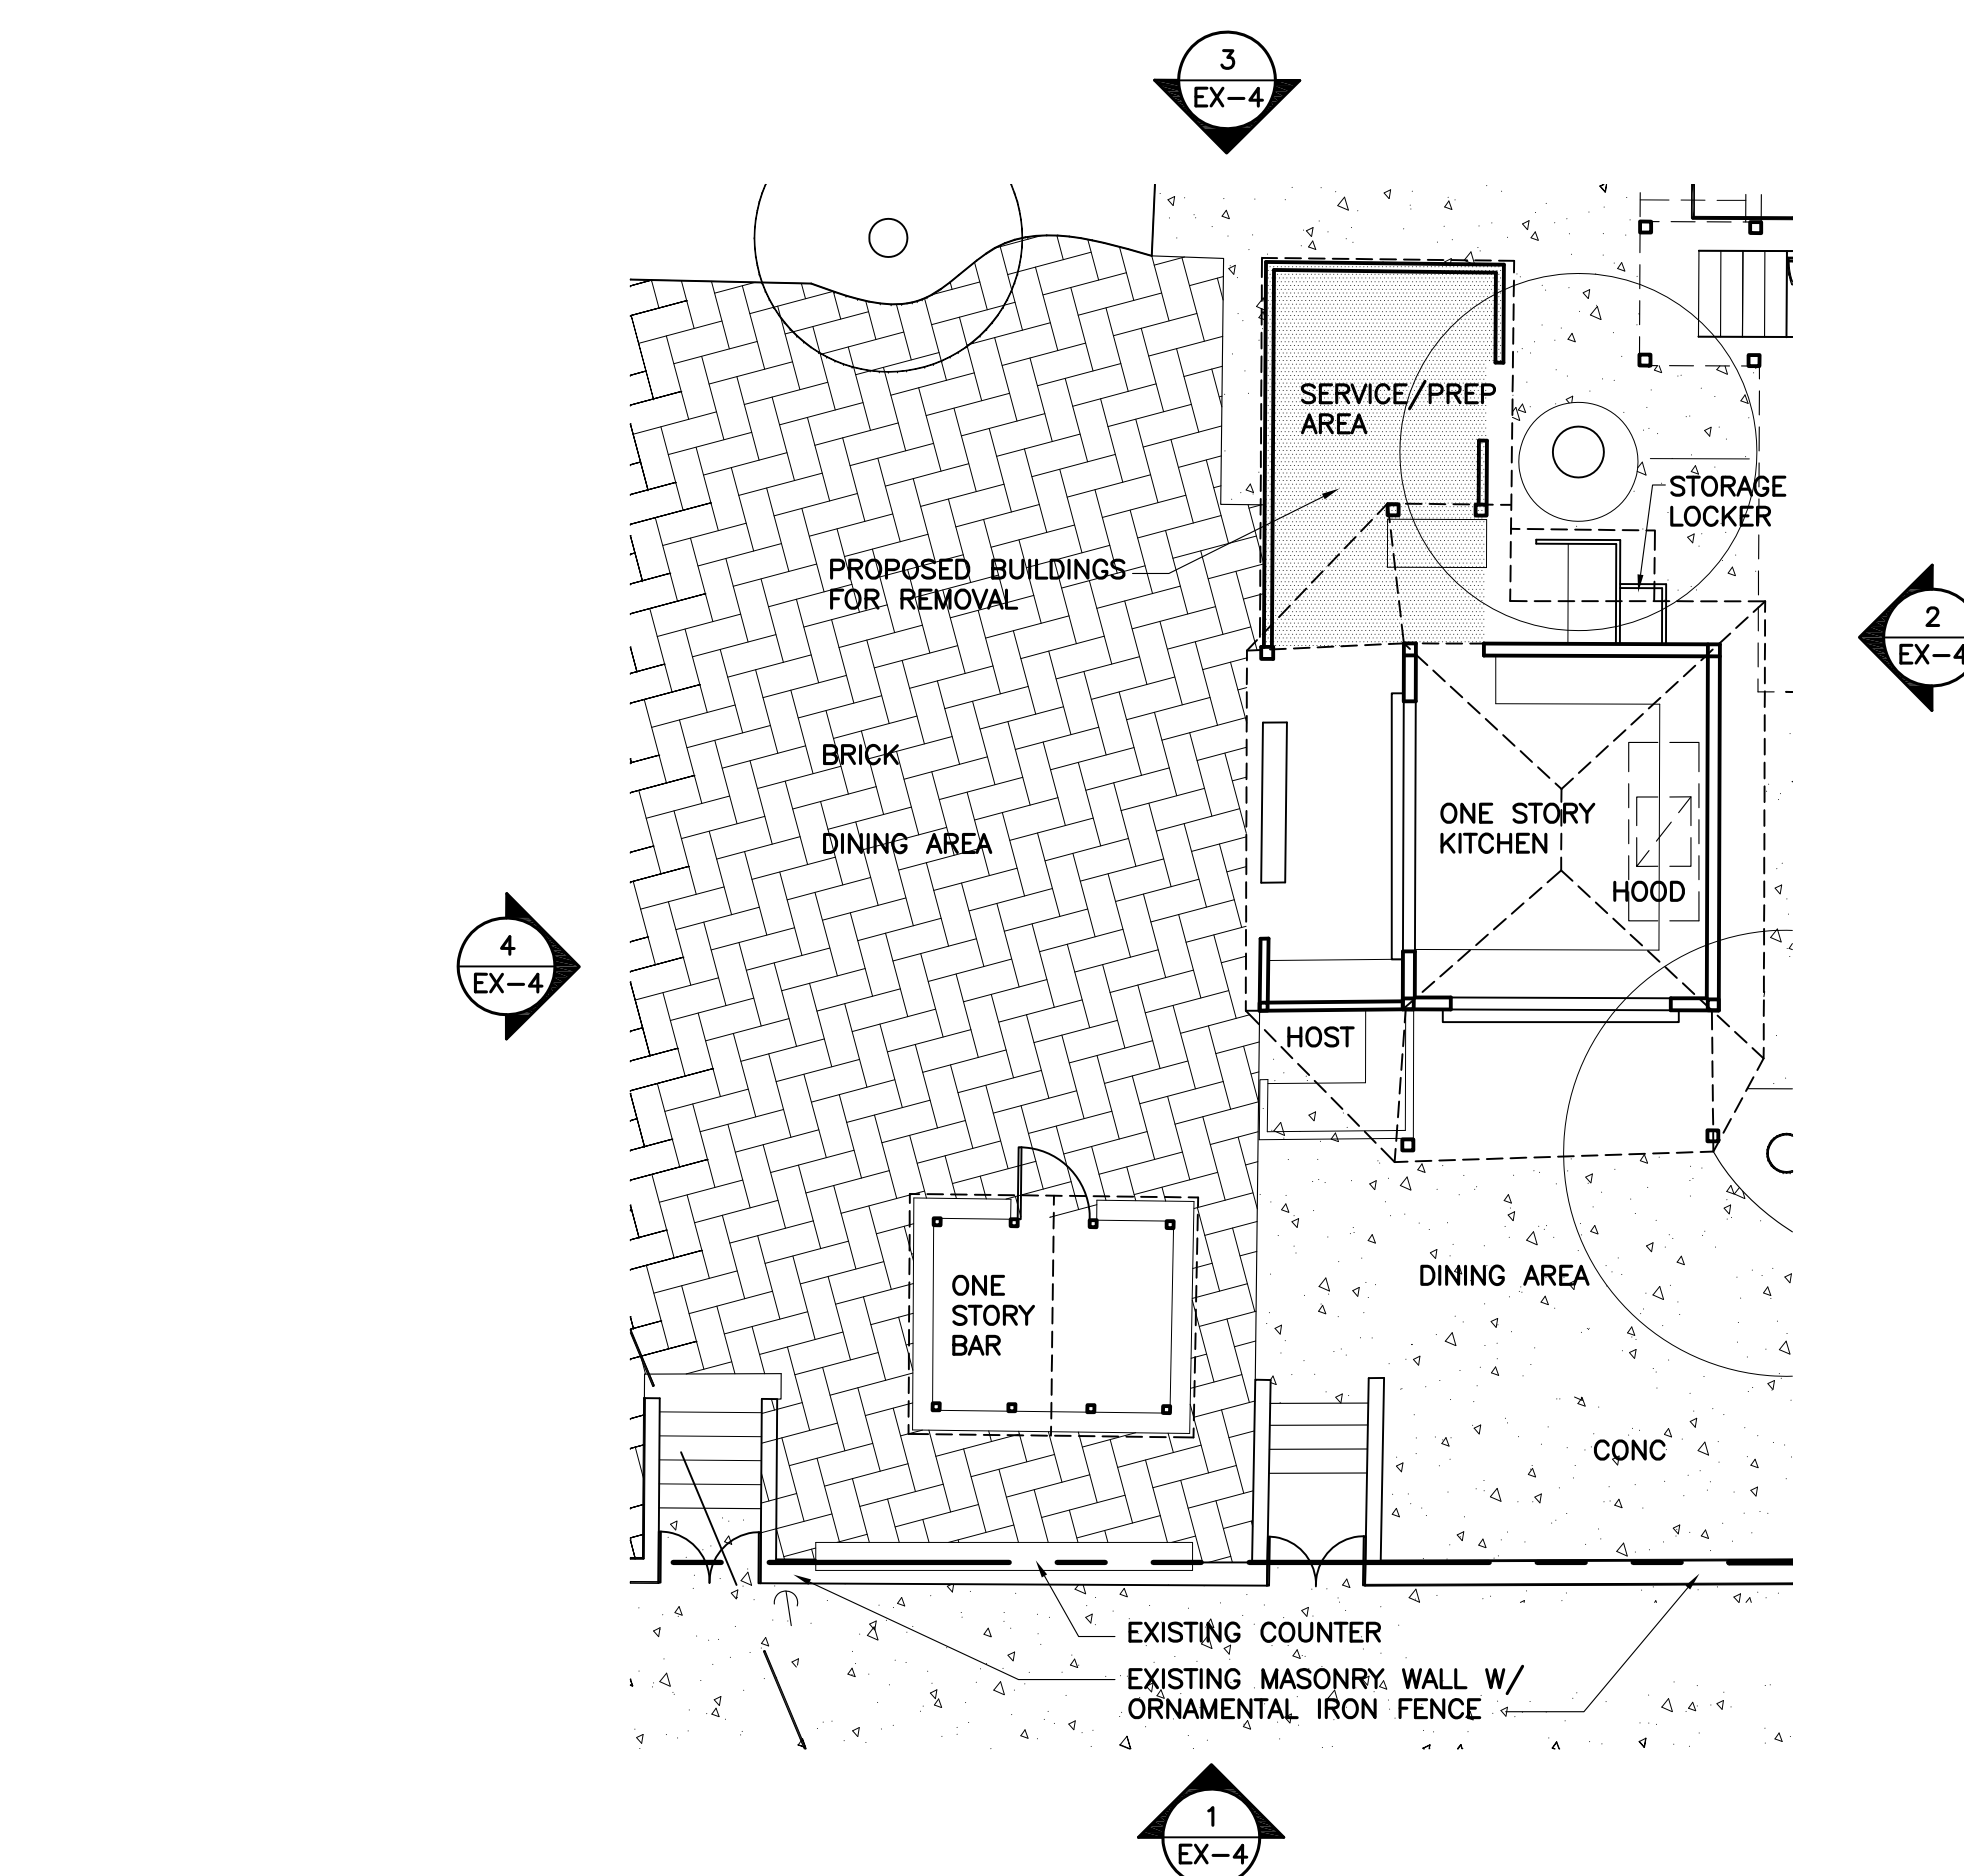 3
EX-4
SERVICE/PREP
AREA
STORAGE
LOCKER
PROPOSED BUILDINGS
FOR REMOVAL
2
EX-4
BRICK
DINING AREA
ONE STORY
KITCHEN
HOOD
4
EX-4
HOST
ONE
STORY
BAR
DINING AREA
CONC
EXISTING COUNTER
EXISTING MASONRY WALL W/
ORNAMENTAL IRON FENCE
1
EX-4